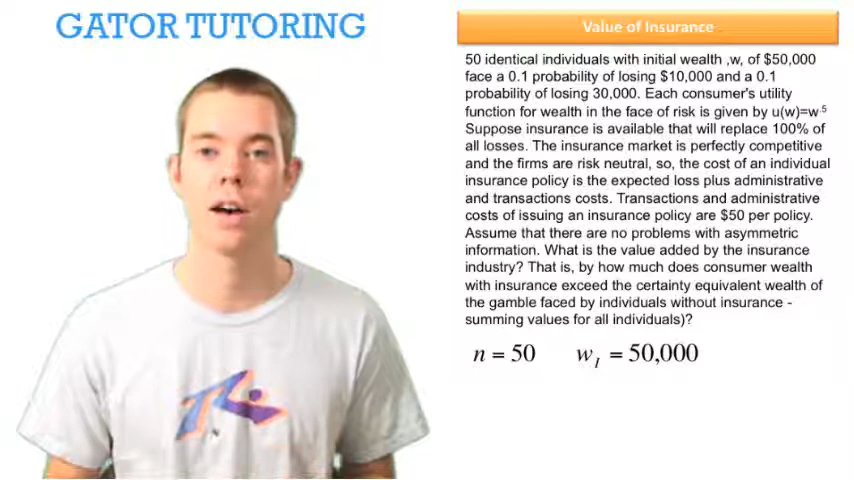 GATOR TUTORING
Value of Insurance
50 identical individuals with initial wealth ,w, of $50,000
face a 0.1 probability of losing $10,000 and a 0.1
probability of losing 30,000. Each consumer's utility
function for wealth in the face of risk is given by u(w)=w.5
Suppose insurance is available that will replace 100% of
all losses. The insurance market is perfectly competitive
and the firms are risk neutral, so, the cost of an individual
insurance policy is the expected loss plus administrative
and transactions costs. Transactions and administrative
costs of issuing an insurance policy are $50 per policy.
Assume that there are no problems with asymmetric
information. What is the value added by the insurance
industry? That is, by how much does consumer wealth
with insurance exceed the certainty equivalent wealth of
the gamble faced by individuals without insurance -
summing values for all individuals)?
n = 50 w_I = 50,000